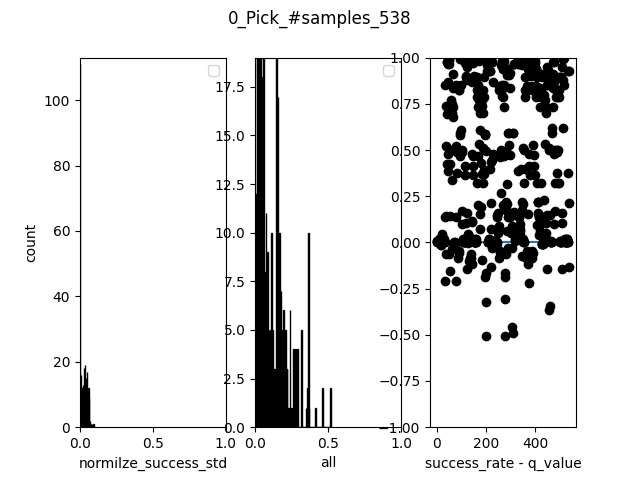 0_Pick_#samples_538
count
100
80
60
40
20
0
0.0 0.5 1.0
normilze_success_std
17.5
15.0
12.5
10.0
7.5
5.0
2.5
0.0
0.0 0.5 1.0
all
1.00
0.75
0.50
0.25
0.00
−0.25
−0.50
−0.75
−1.00
0 200 400
success_rate - q_value